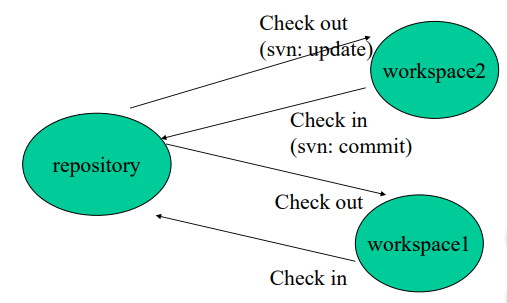 Check out
(svn: update)
workspace2
Check in
(svn: commit)
repository
Check out
workspace1
Check in